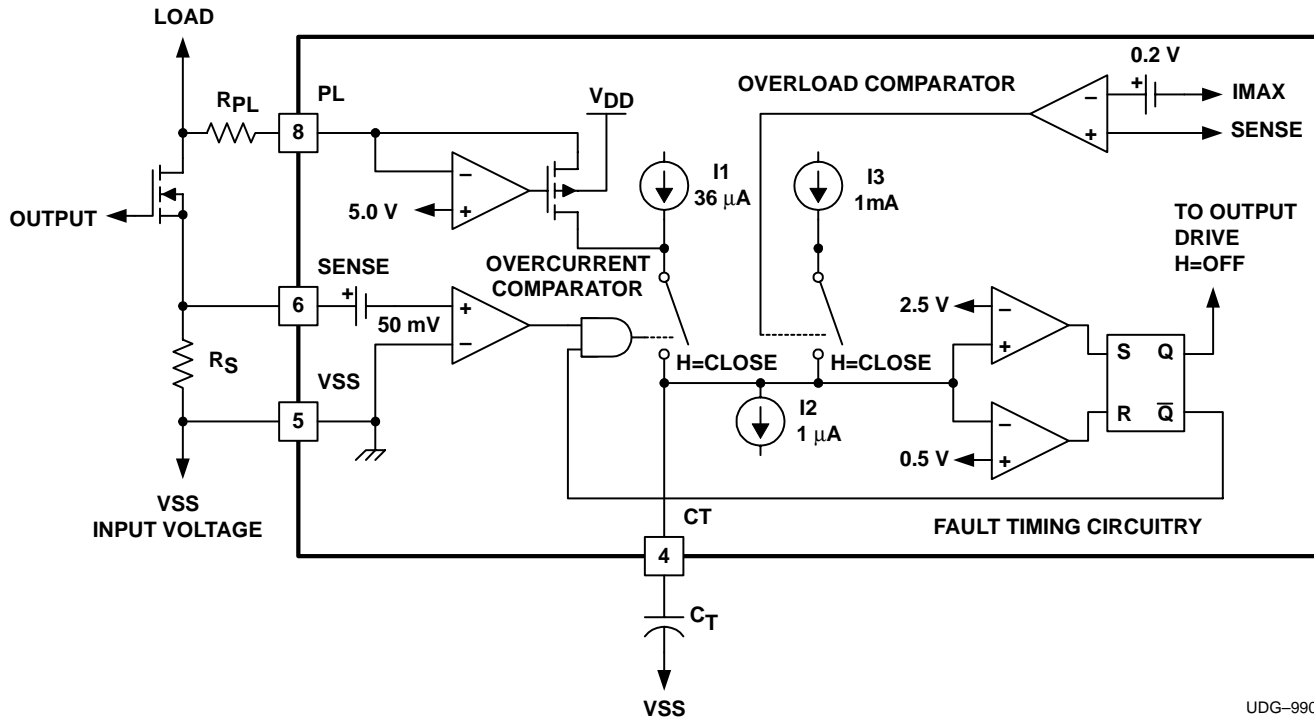 LOAD
RPL
PL
8
VDD
OVERLOAD COMPARATOR
0.2 V
+
IMAX
SENSE
−
+
I1
36 µA
I3
1mA
5.0 V
−
+
OUTPUT
TO OUTPUT
DRIVE
H=OFF
SENSE
OVERCURRENT
COMPARATOR
6
+
50 mV
+
−
2.5 V
−
+
H=CLOSE
H=CLOSE
S Q
RS
VSS
5
I2
1 µA
R Q̅
−
+
0.5 V
VSS
INPUT VOLTAGE
CT
FAULT TIMING CIRCUITRY
4
CT
VSS
UDG–990